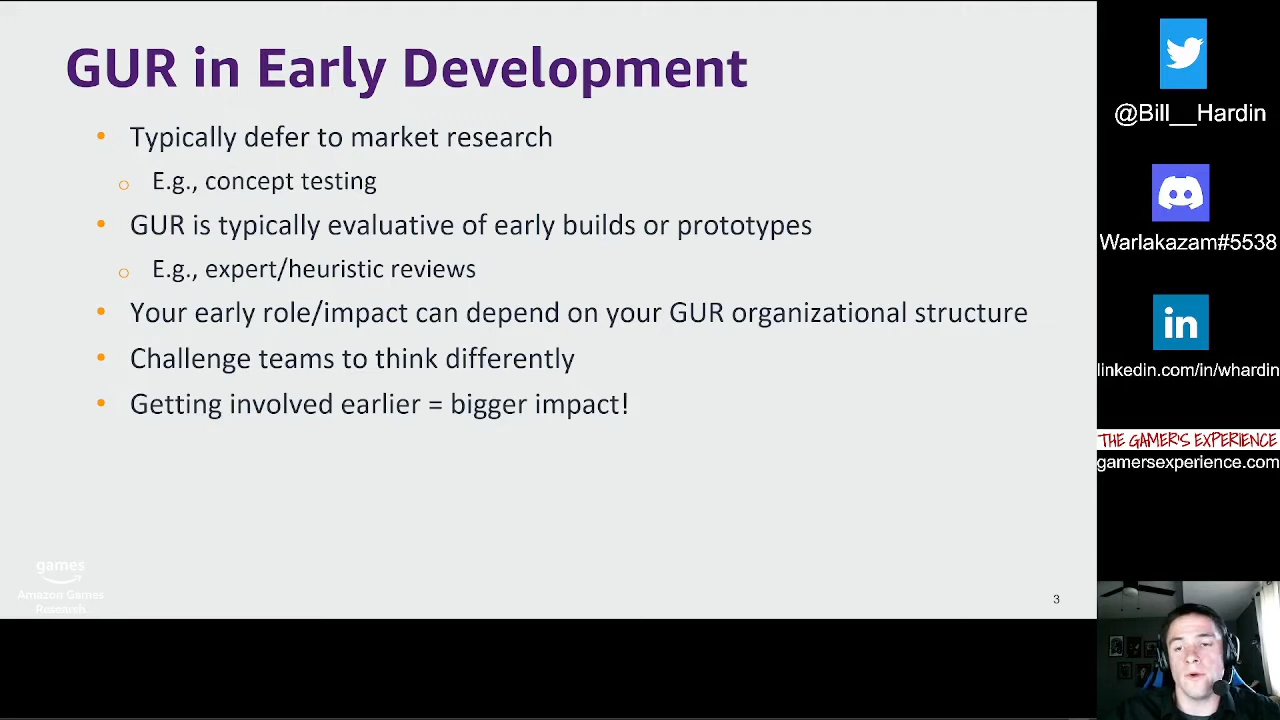 GUR in Early Development
Typically defer to market research
E.g., concept testing
GUR is typically evaluative of early builds or prototypes
E.g., expert/heuristic reviews
Your early role/impact can depend on your GUR organizational structure
Challenge teams to think differently
Getting involved earlier = bigger impact!
games
Amazon Games
Research
3
@Bill__Hardin
Warlakazam#5538
in
linkedin.com/in/whardin
THE GAMER'S EXPERIENCE
gamersexperience.com